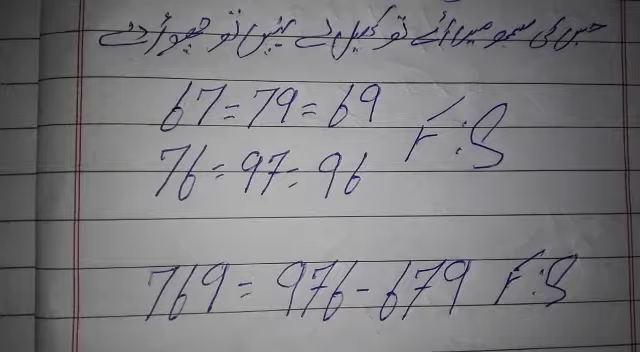 جس کی سمجھ میں آئے تو کھیل لے نہیں تو چھوڑ دے
67=79=69 F:S
76=97=96
769=976-679 F:S